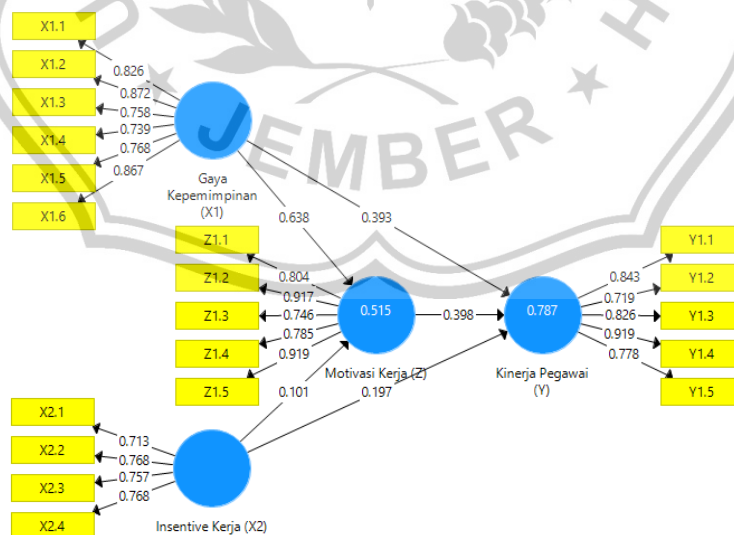 X1.1
X1.2
X1.3
X1.4
X1.5
X1.6
0.826
0.872
0.758
0.739
0.768
0.867
JEMBER
Gaya
Kepemimpinan
(X1)
0.638
0.393
Z1.1
Z1.2
Z1.3
Z1.4
Z1.5
0.804
0.917
0.746
0.785
0.919
0.515
0.398
0.787
Motivasi Kerja (Z)
Kinerja Pegawai
(Y)
0.843
0.719
0.826
0.919
0.778
Y1.1
Y1.2
Y1.3
Y1.4
Y1.5
0.101
0.197
X2.1
X2.2
X2.3
X2.4
0.713
0.768
0.757
0.768
Insentive Kerja (X2)